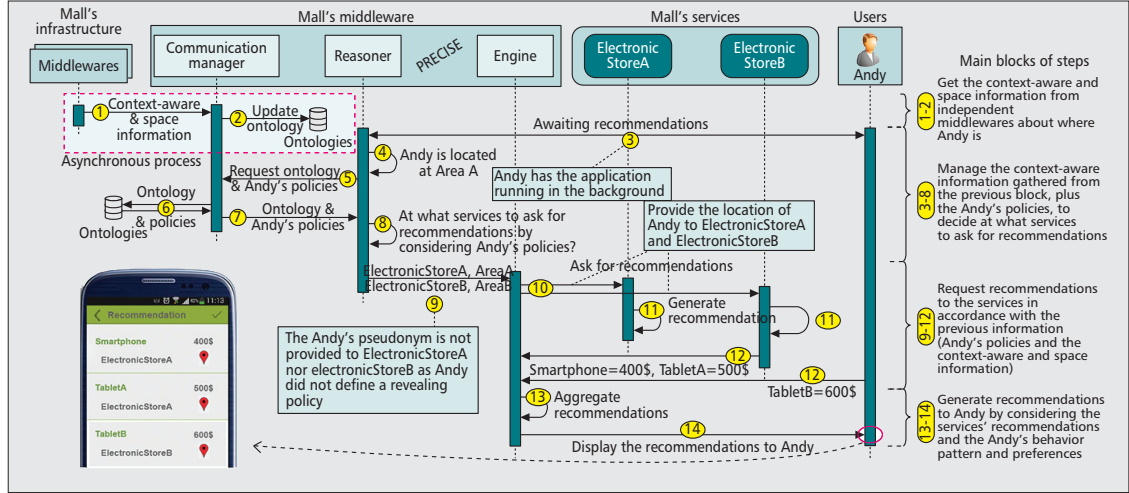 Mall's
infrastructure
Mall's middleware
Mall's services
Users
Middlewares
Communication
manager
Reasoner
PRECISE
Engine
Electronic
StoreA
Electronic
StoreB
Andy
Main blocks of steps
1 Context-aware
& space
information
2 Update
ontology
Ontologies
Asynchronous process
Awaiting recommendations
3
4 Andy is located
at Area A
Request ontology 5
& Andy's policies
Andy has the application
running in the background
Ontology
6 & policies
Ontologies
7 Ontology &
Andy's policies
8 At what services to ask for
recommendations by
considering Andy's policies?
Provide the location of
Andy to ElectronicStoreA
and ElectronicStoreB
ElectronicStoreA, AreaA
ElectronicStoreB, AreaB
9
Ask for recommendations
10
11 Generate
recommendation
11
The Andy's pseudonym is not
provided to ElectronicStoreA
nor electronicStoreB as Andy
did not define a revealing
policy
12
Smartphone=400$, TabletA=500$
12
TabletB=600$
13 Aggregate
recommendations
14
Display the recommendations to Andy
1-2
Get the context-aware and
space information from
independent
middlewares about where
Andy is
3-8
Manage the context-aware
information gathered from
the previous block, plus
the Andy's policies, to
decide at what services
to ask for recommendations
9-12
Request recommendations
to the services in
accordance with the
previous information
(Andy's policies and the
context-aware and space
information)
13-14
Generate recommendations
to Andy by considering the
services' recommendations
and the Andy's behavior
pattern and preferences
11:13
Recommendation
Smartphone 400$
ElectronicStoreA
TabletA 500$
ElectronicStoreA
TabletB 600$
ElectronicStoreB